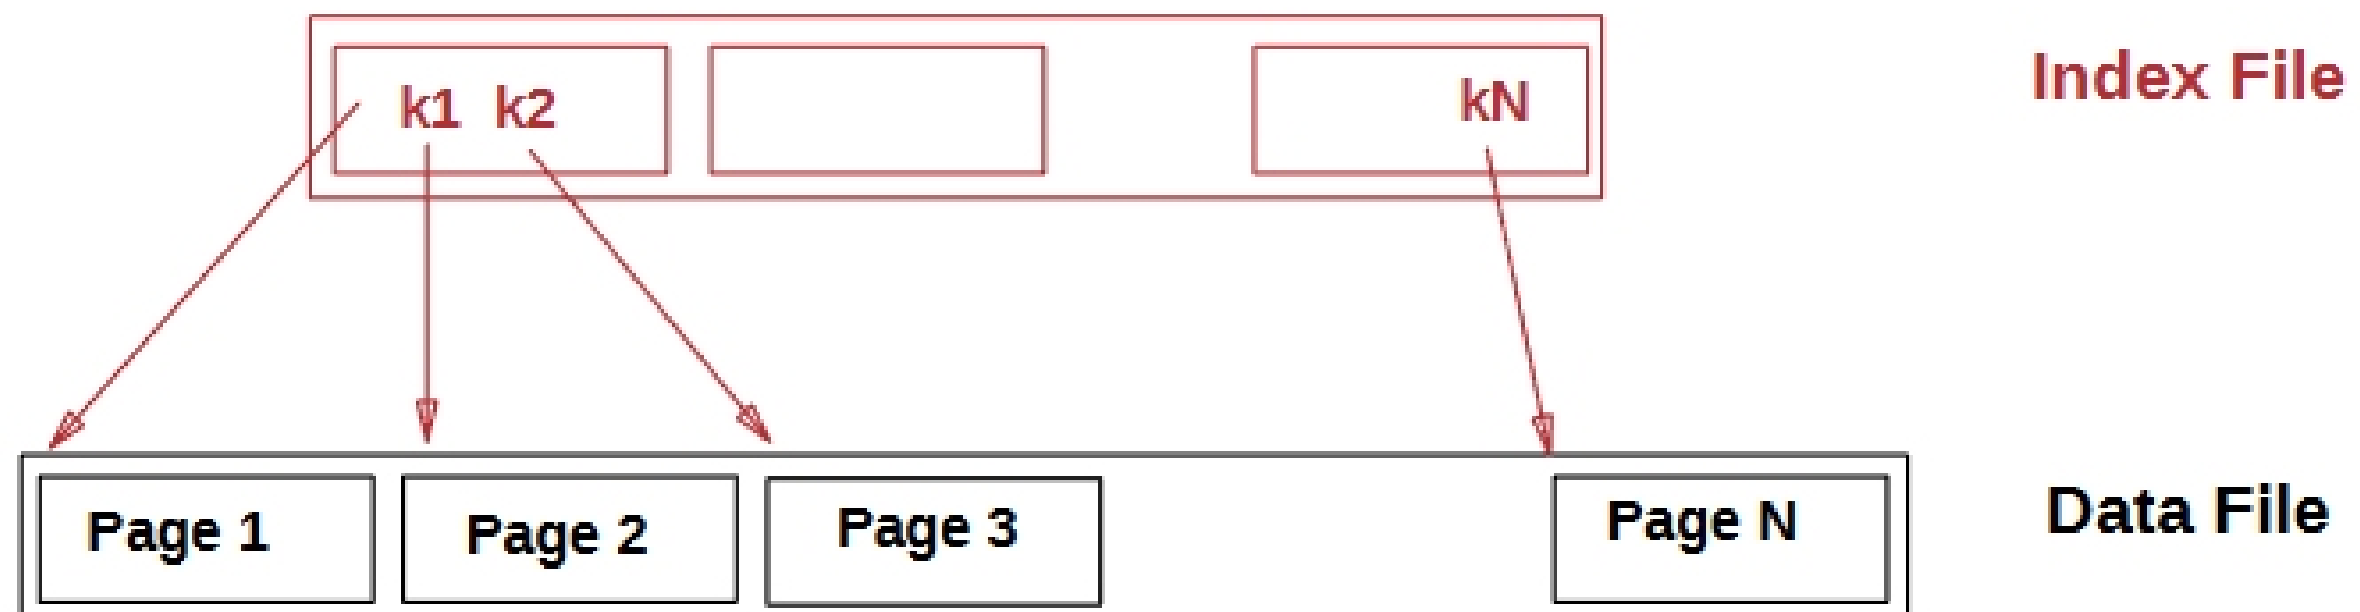 k1 k2
kN
Index File
Page 1
Page 2
Page 3
Page N
Data File